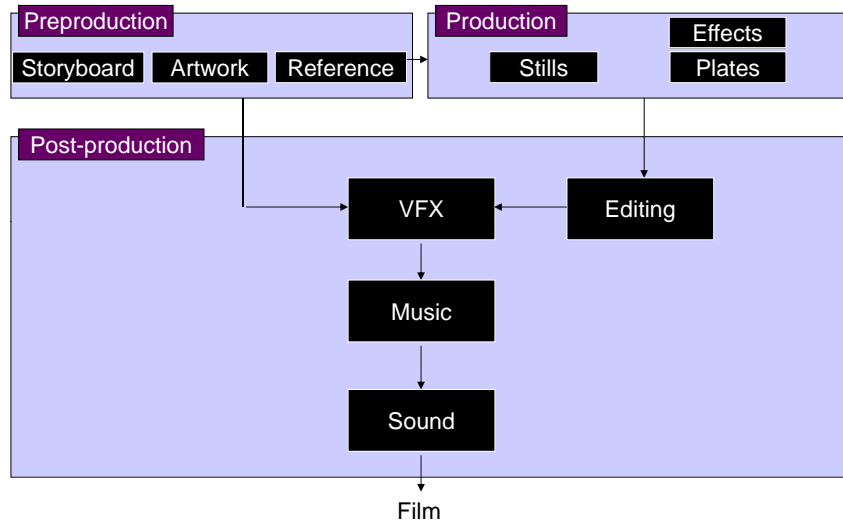 Preproduction
Storyboard Artwork Reference
Production
Effects
Stills Plates
Post-production
VFX Editing
Music
Sound
Film